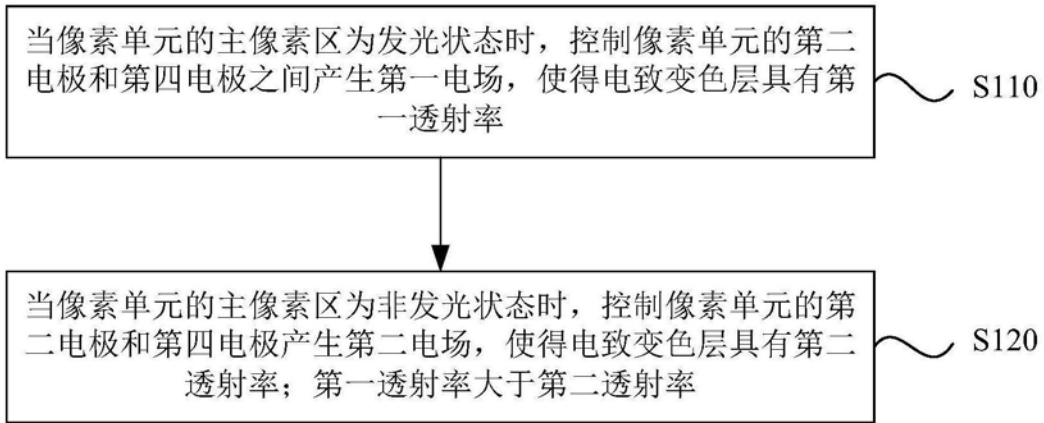 当像素单元的主像素区为发光状态时，控制像素单元的第二
电极和第四电极之间产生第一电场，使得电致变色层具有第
一透射率
S110
当像素单元的主像素区为非发光状态时，控制像素单元的第
二电极和第四电极产生第二电场，使得电致变色层具有第二
透射率；第一透射率大于第二透射率
S120